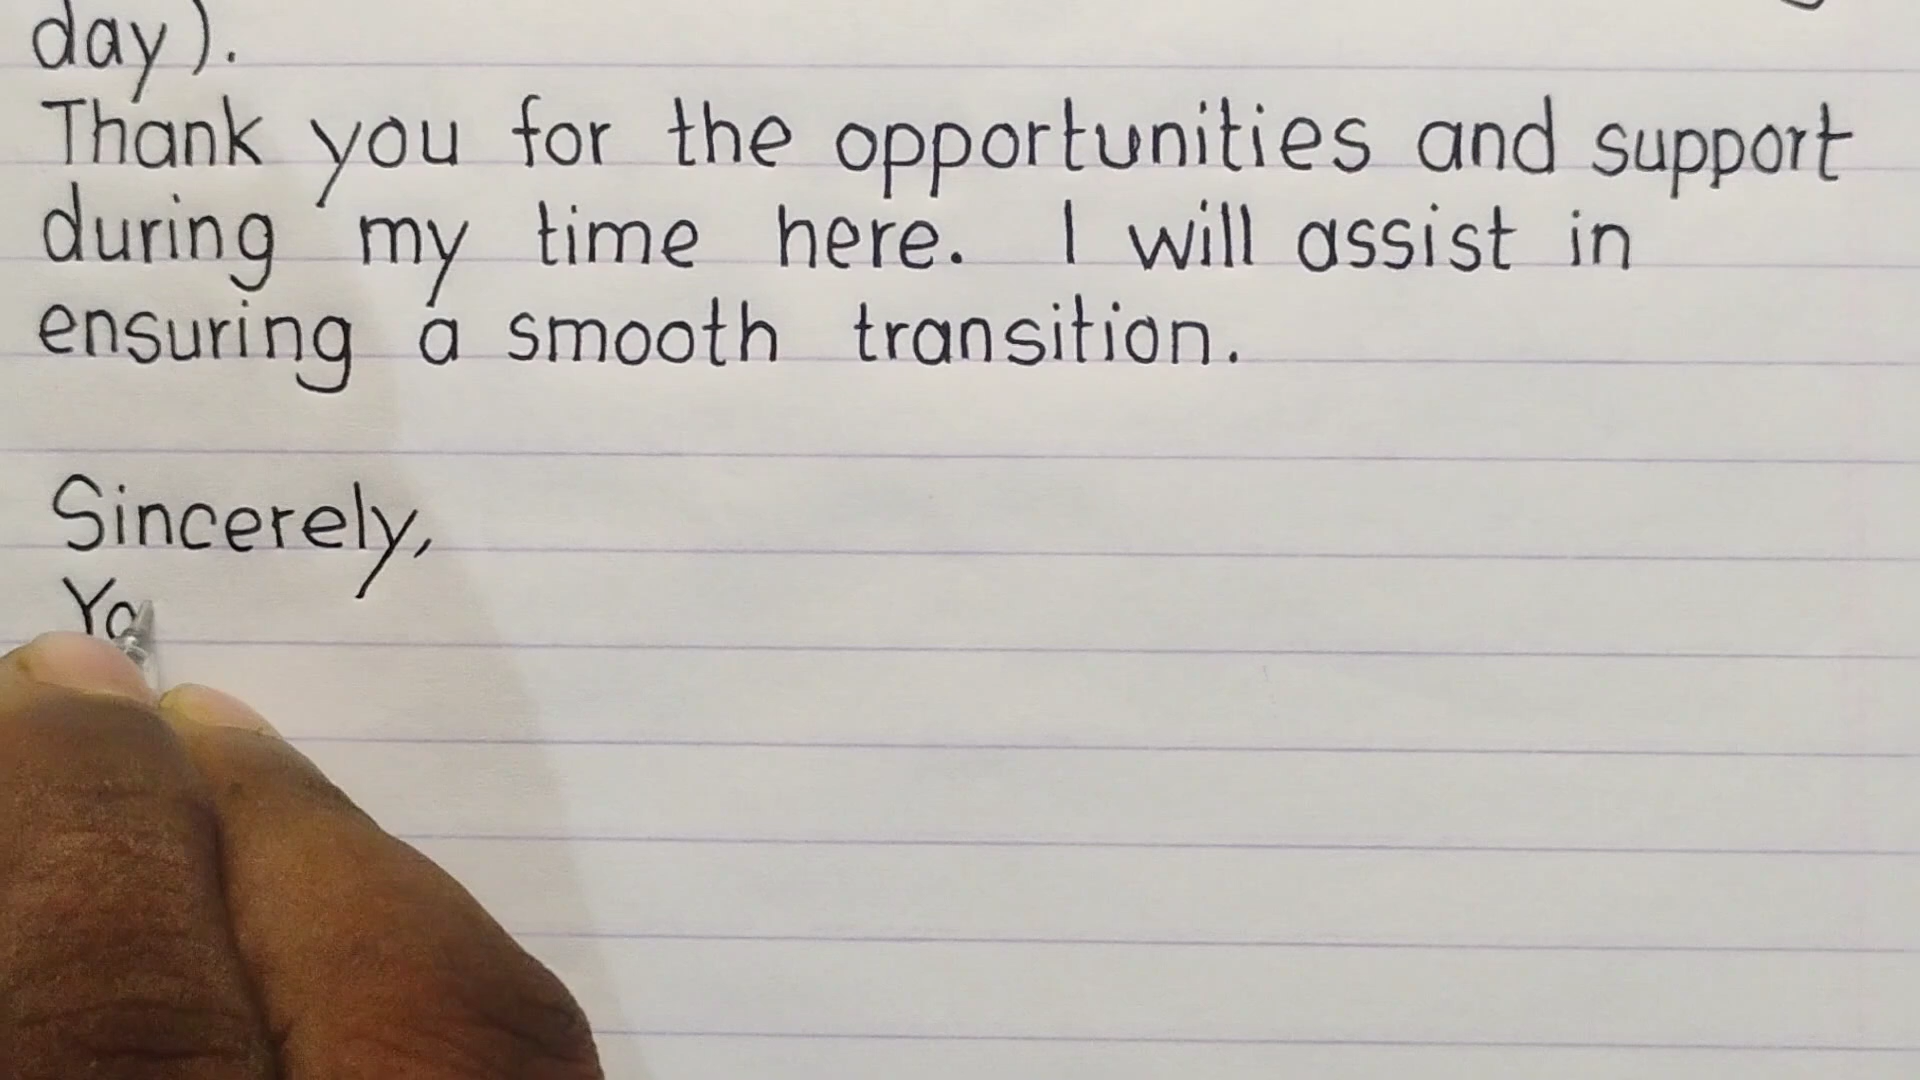 day).
Thank you for the opportunities and support
during my time here. I will assist in
ensuring a smooth transition.
Sincerely,
Yo